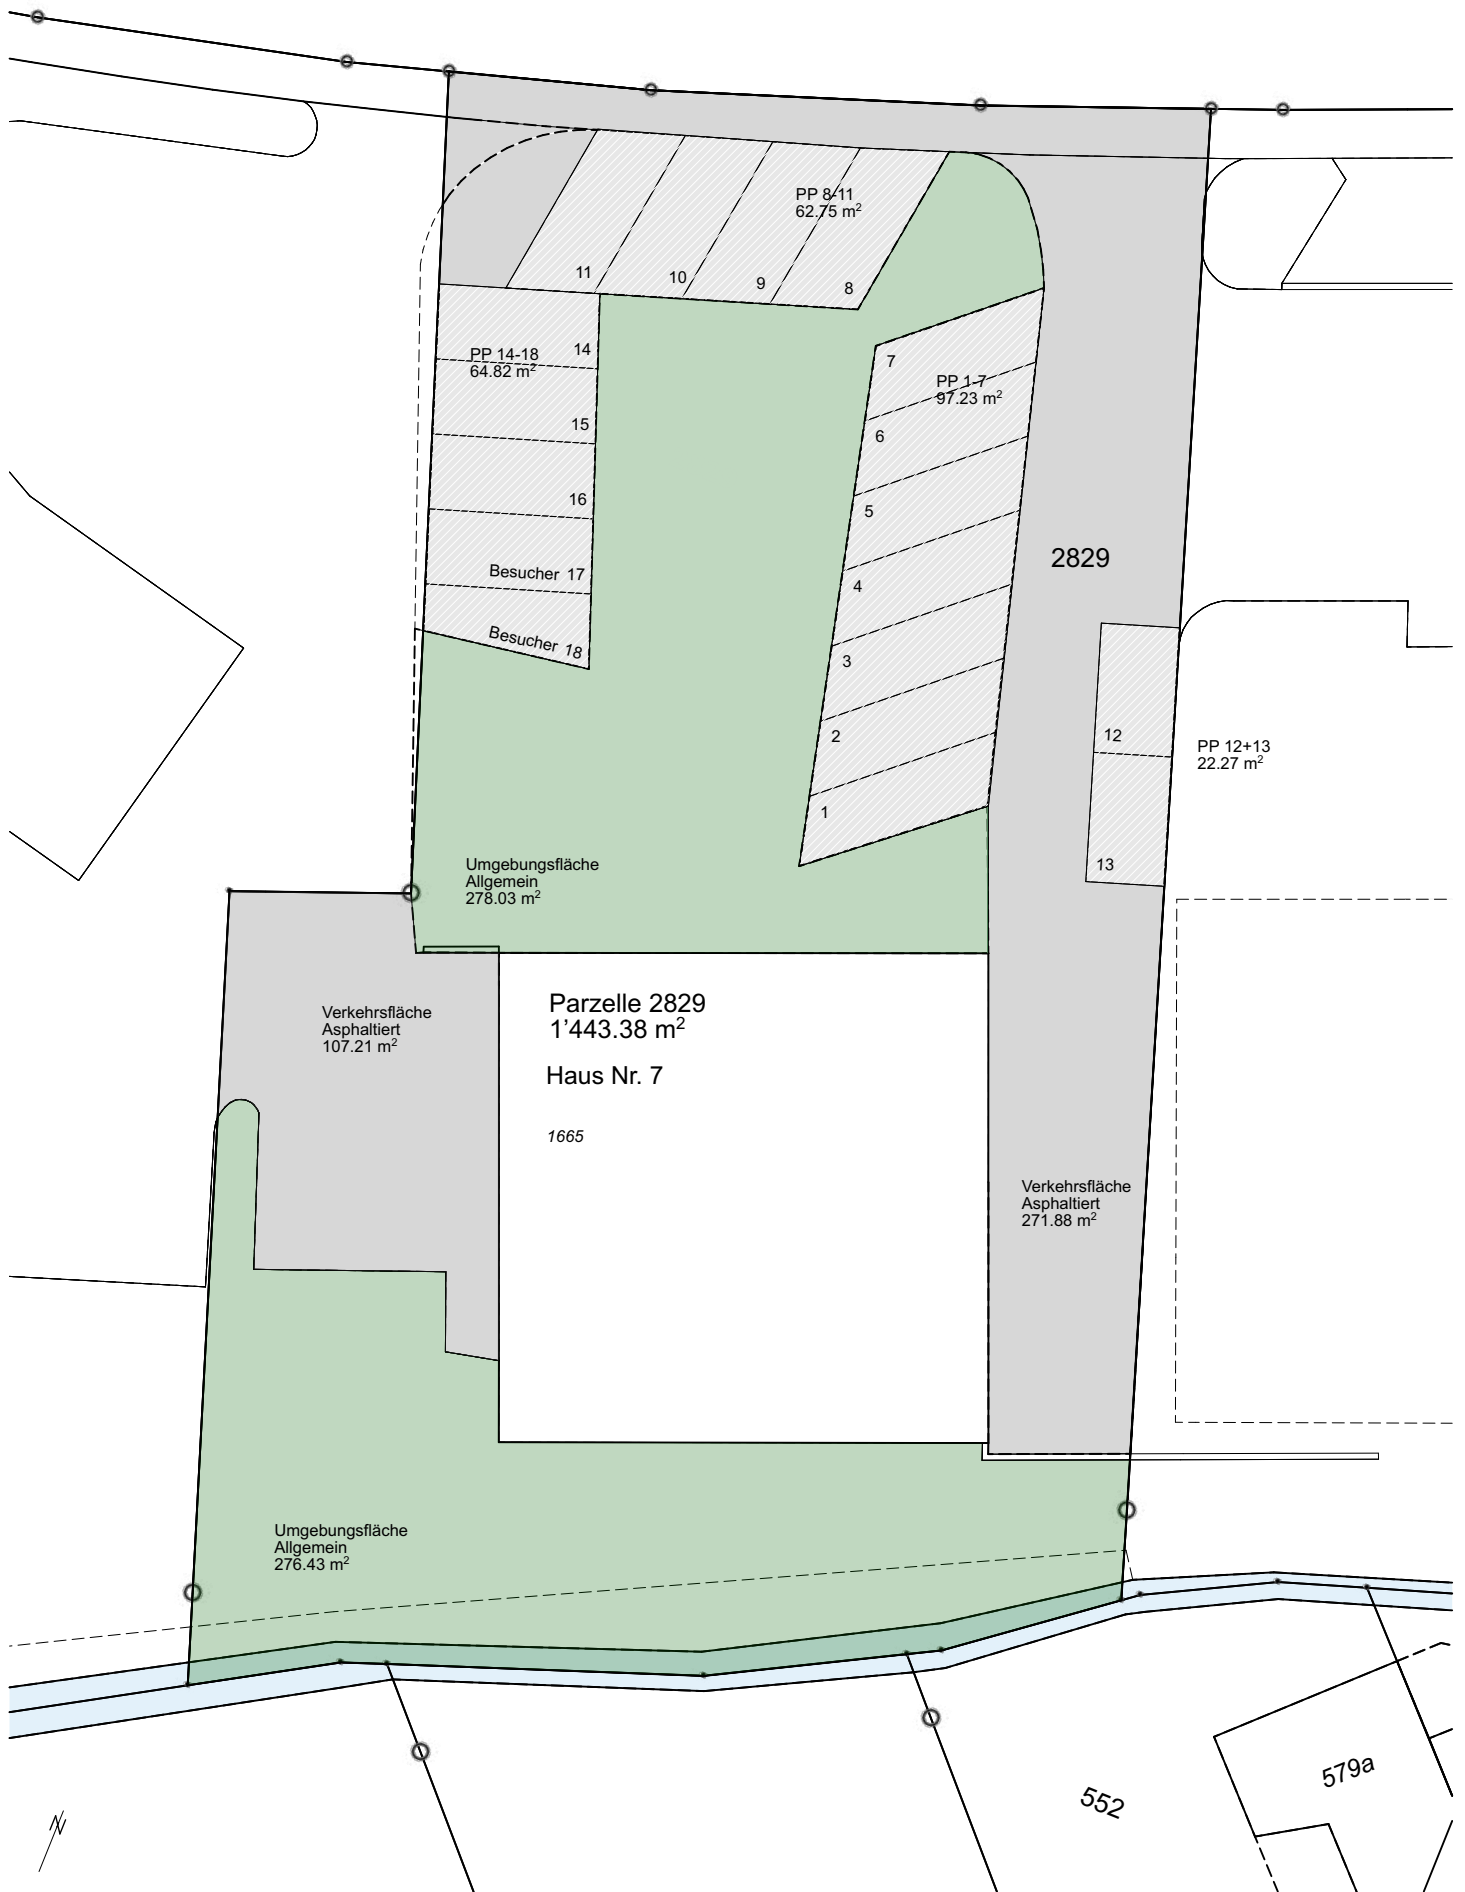 PP 8-11
62.75 m²
11
10
9
8
PP 14-18
64.82 m²
14
15
16
Besucher 17
Besucher 18
7
PP 1-7
97.23 m²
6
5
4
3
2
1
2829
12
13
PP 12+13
22.27 m²
Umgebungsfläche
Allgemein
278.03 m²
Verkehrsfläche
Asphaltiert
107.21 m²
Parzelle 2829
1'443.38 m²
Haus Nr. 7
1665
Verkehrsfläche
Asphaltiert
271.88 m²
Umgebungsfläche
Allgemein
276.43 m²
552
579a
N